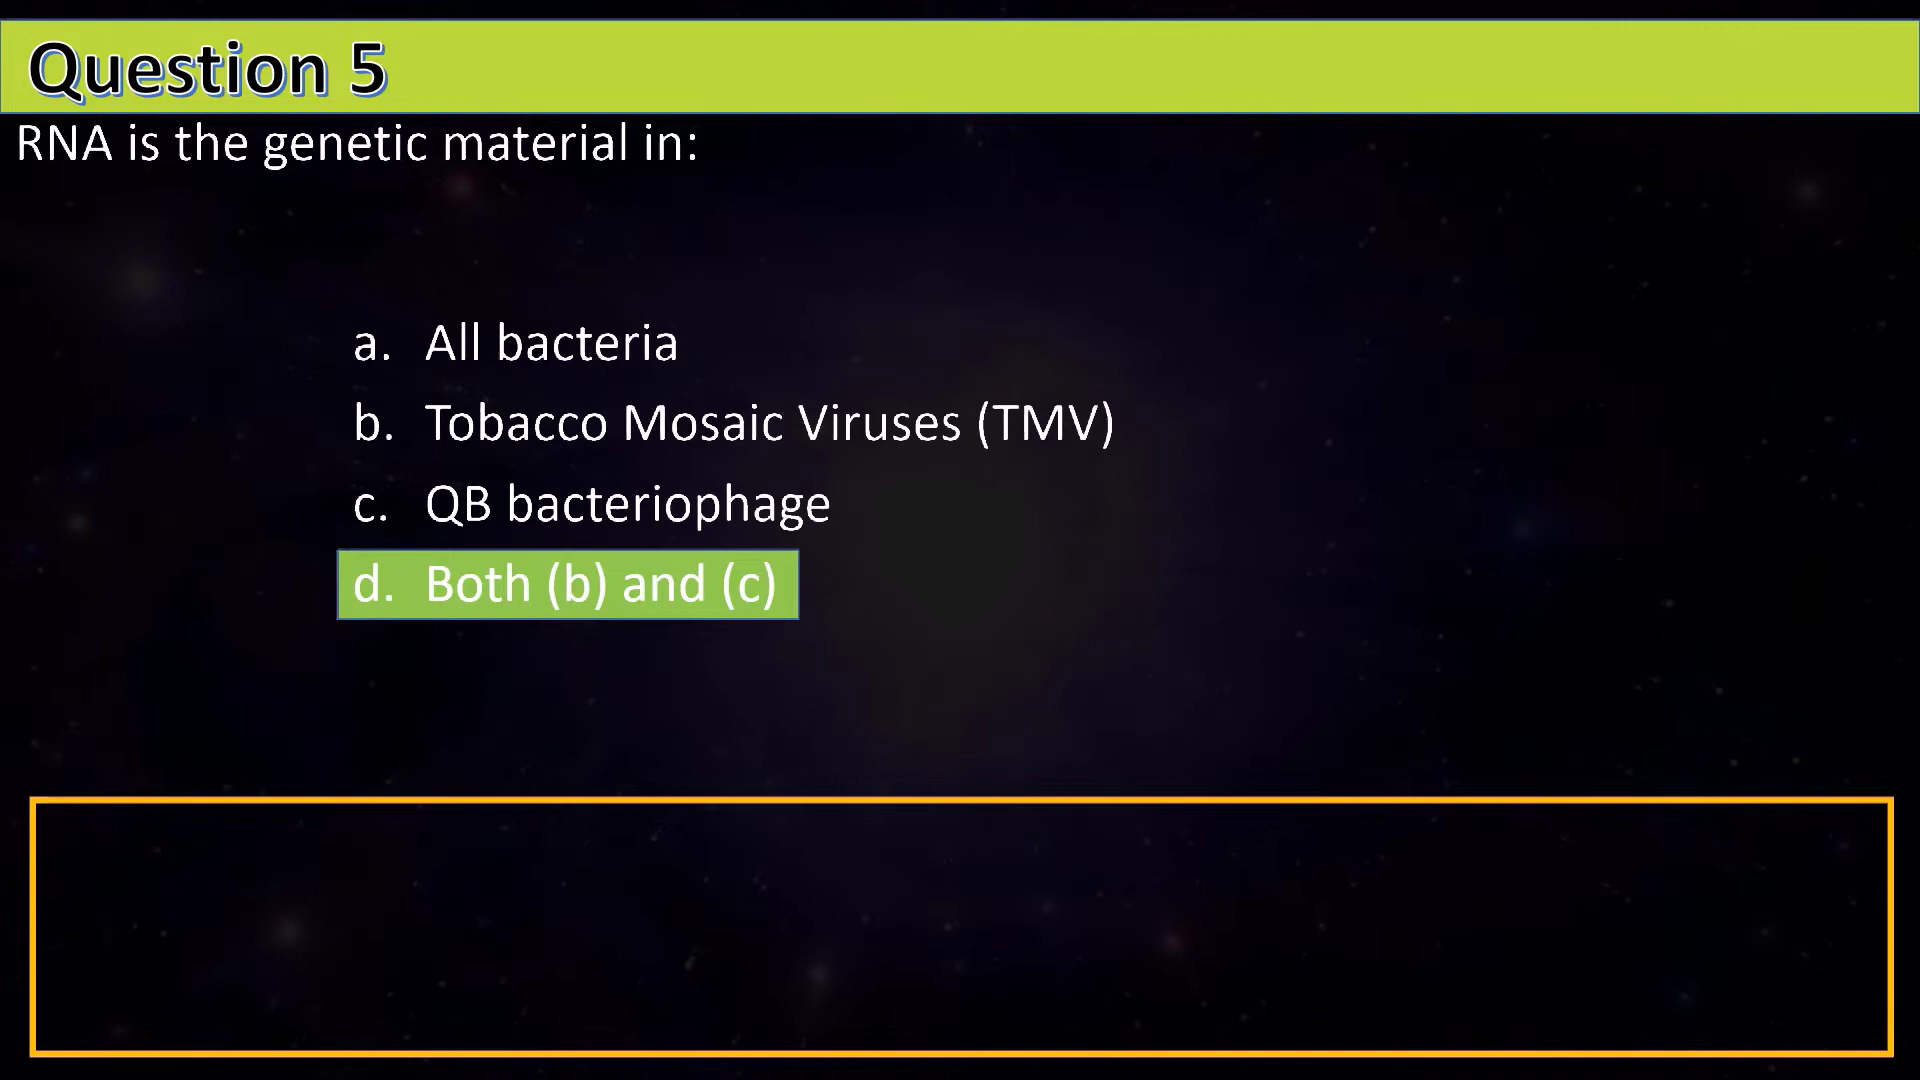 Question 5
RNA is the genetic material in:
a. All bacteria
b. Tobacco Mosaic Viruses (TMV)
c. QB bacteriophage
d. Both (b) and (c)